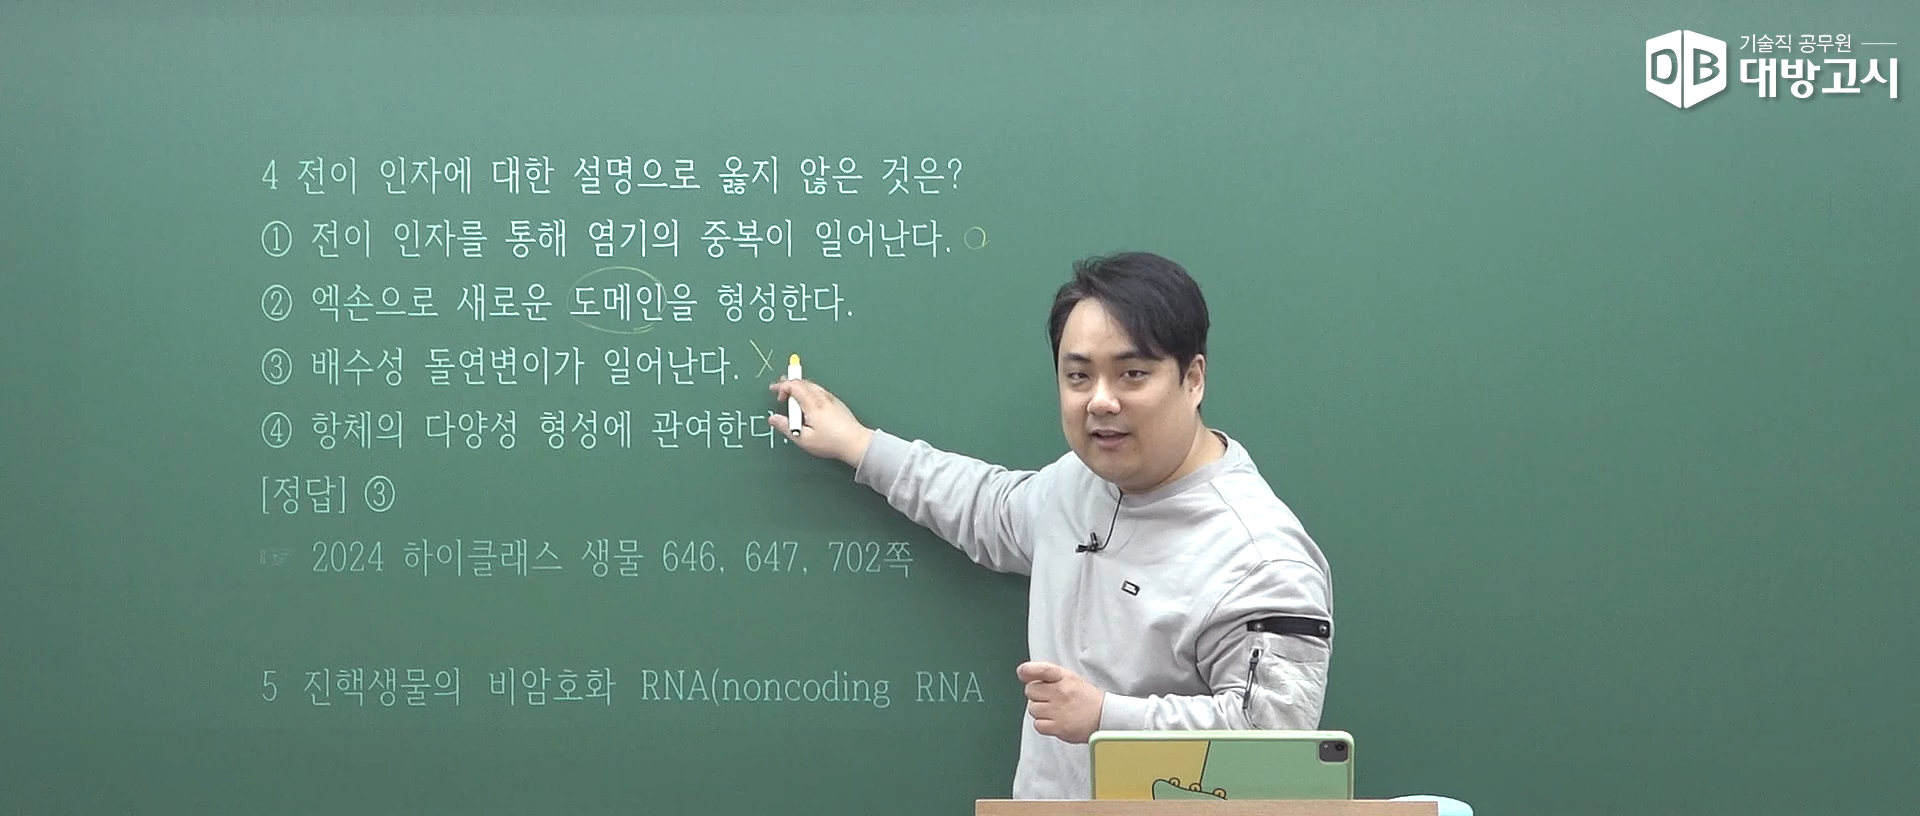 기술직 공무원
DB 대방고시
4 전이 인자에 대한 설명으로 옳지 않은 것은?
① 전이 인자를 통해 염기의 중복이 일어난다. ○
② 엑손으로 새로운 도메인을 형성한다.
③ 배수성 돌연변이가 일어난다. X
④ 항체의 다양성 형성에 관여한다.
[정답] ③
☞ 2024 하이클래스 생물 646, 647, 702쪽
5 진핵생물의 비암호화 RNA(noncoding RNA